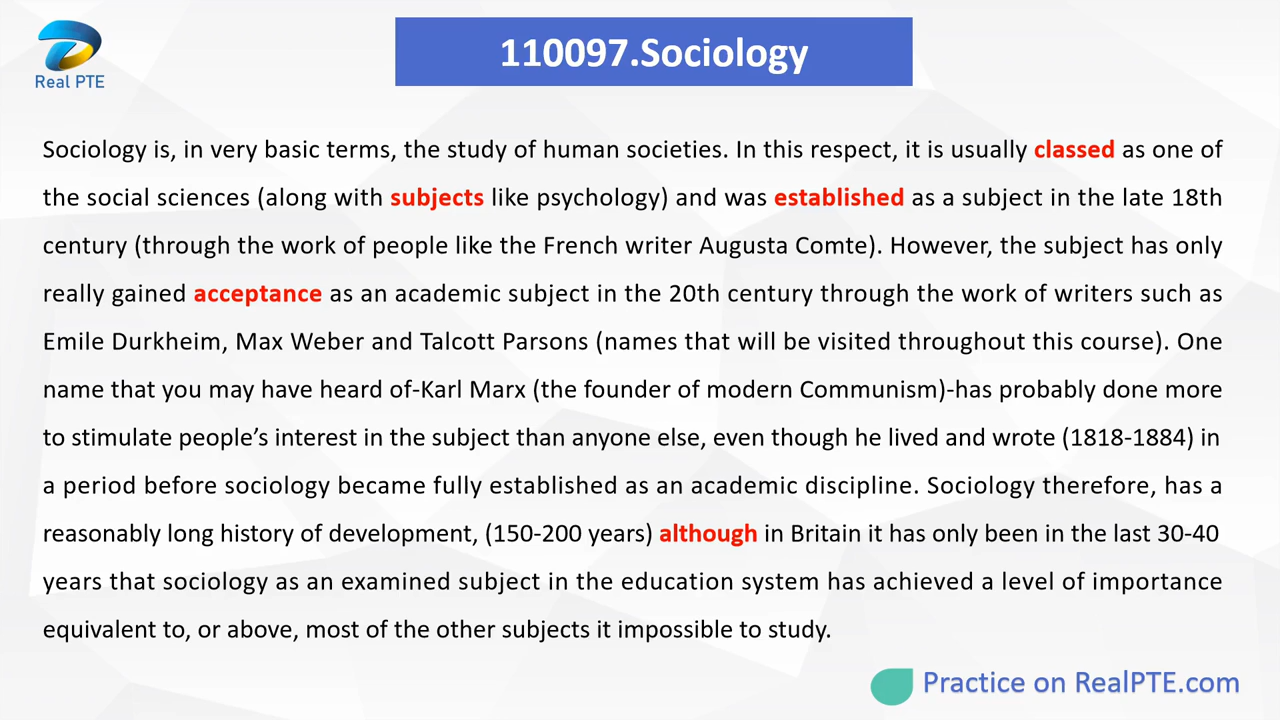 Real PTE
110097.Sociology
Sociology is, in very basic terms, the study of human societies. In this respect, it is usually classed as one of
the social sciences (along with subjects like psychology) and was established as a subject in the late 18th
century (through the work of people like the French writer Augusta Comte). However, the subject has only
really gained acceptance as an academic subject in the 20th century through the work of writers such as
Emile Durkheim, Max Weber and Talcott Parsons (names that will be visited throughout this course). One
name that you may have heard of-Karl Marx (the founder of modern Communism)-has probably done more
to stimulate people’s interest in the subject than anyone else, even though he lived and wrote (1818-1884) in
a period before sociology became fully established as an academic discipline. Sociology therefore, has a
reasonably long history of development, (150-200 years) although in Britain it has only been in the last 30-40
years that sociology as an examined subject in the education system has achieved a level of importance
equivalent to, or above, most of the other subjects it impossible to study.
Practice on RealPTE.com